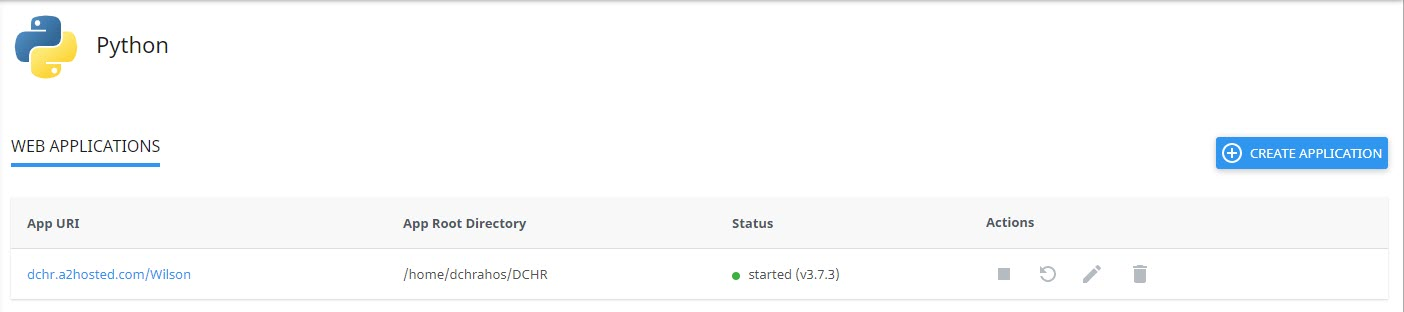 Python
WEB APPLICATIONS
CREATE APPLICATION
App URI App Root Directory Status Actions
dchr.a2hosted.com/Wilson /home/dchrahos/DCHR started (v3.7.3)